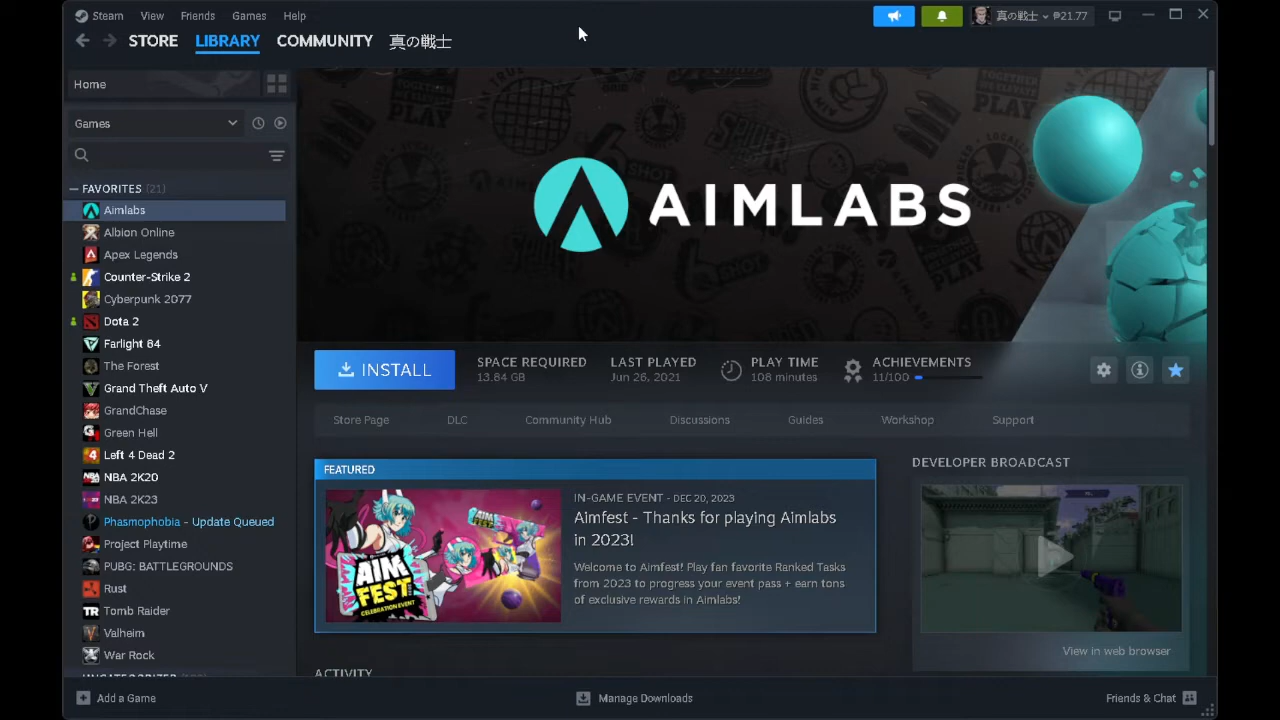 Steam View Friends Games Help
真の戦士 ₱21.77
STORE LIBRARY COMMUNITY 真の戦士
Home
Games
FAVORITES (21)
Aimlabs
Albion Online
Apex Legends
Counter-Strike 2
Cyberpunk 2077
Dota 2
Farlight 84
The Forest
Grand Theft Auto V
GrandChase
Green Hell
Left 4 Dead 2
NBA 2K20
NBA 2K23
Phasmophobia - Update Queued
Project Playtime
PUBG: BATTLEGROUNDS
Rust
Tomb Raider
Valheim
War Rock
AIMLABS
INSTALL
SPACE REQUIRED
13.84 GB
LAST PLAYED
Jun 26, 2021
PLAY TIME
108 minutes
ACHIEVEMENTS
11/100
Store Page DLC Community Hub Discussions Guides Workshop Support
FEATURED
AIM
FEST
CELEBRATION EVENT
IN-GAME EVENT - DEC 20, 2023
Aimfest - Thanks for playing Aimlabs
in 2023!
Welcome to Aimfest! Play fan favorite Ranked Tasks
from 2023 to progress your event pass + earn tons
of exclusive rewards in Aimlabs!
DEVELOPER BROADCAST
View in web browser
ACTIVITY
Add a Game
Manage Downloads
Friends & Chat